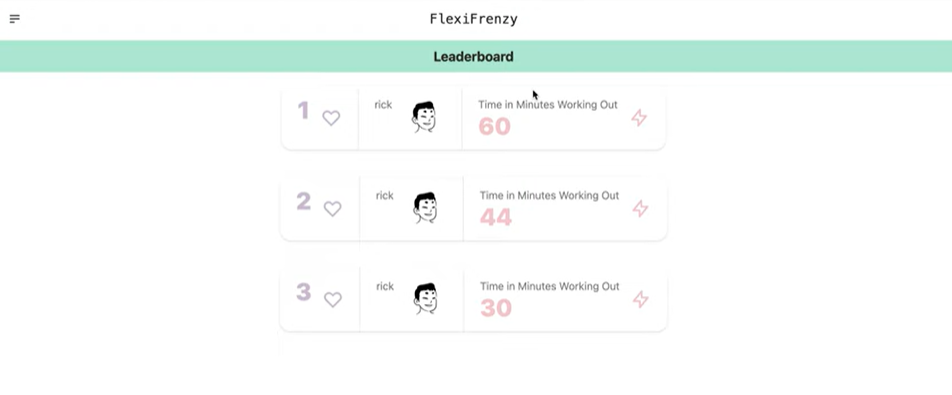 FlexiFrenzy
Leaderboard
1
rick
Time in Minutes Working Out
60
2
rick
Time in Minutes Working Out
44
3
rick
Time in Minutes Working Out
30